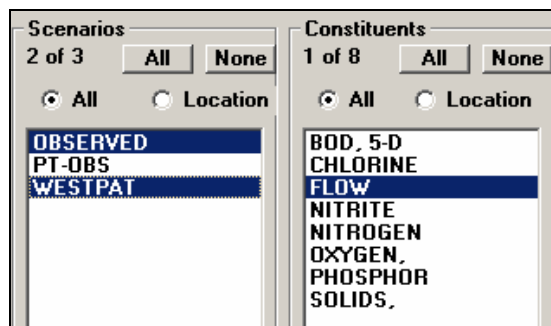 Scenarios
2 of 3 All None
All Location
OBSERVED
PT-OBS
WESTPAT
Constituents
1 of 8 All None
All Location
BOD, 5-D
CHLORINE
FLOW
NITRITE
NITROGEN
OXYGEN,
PHOSPHOR
SOLIDS,